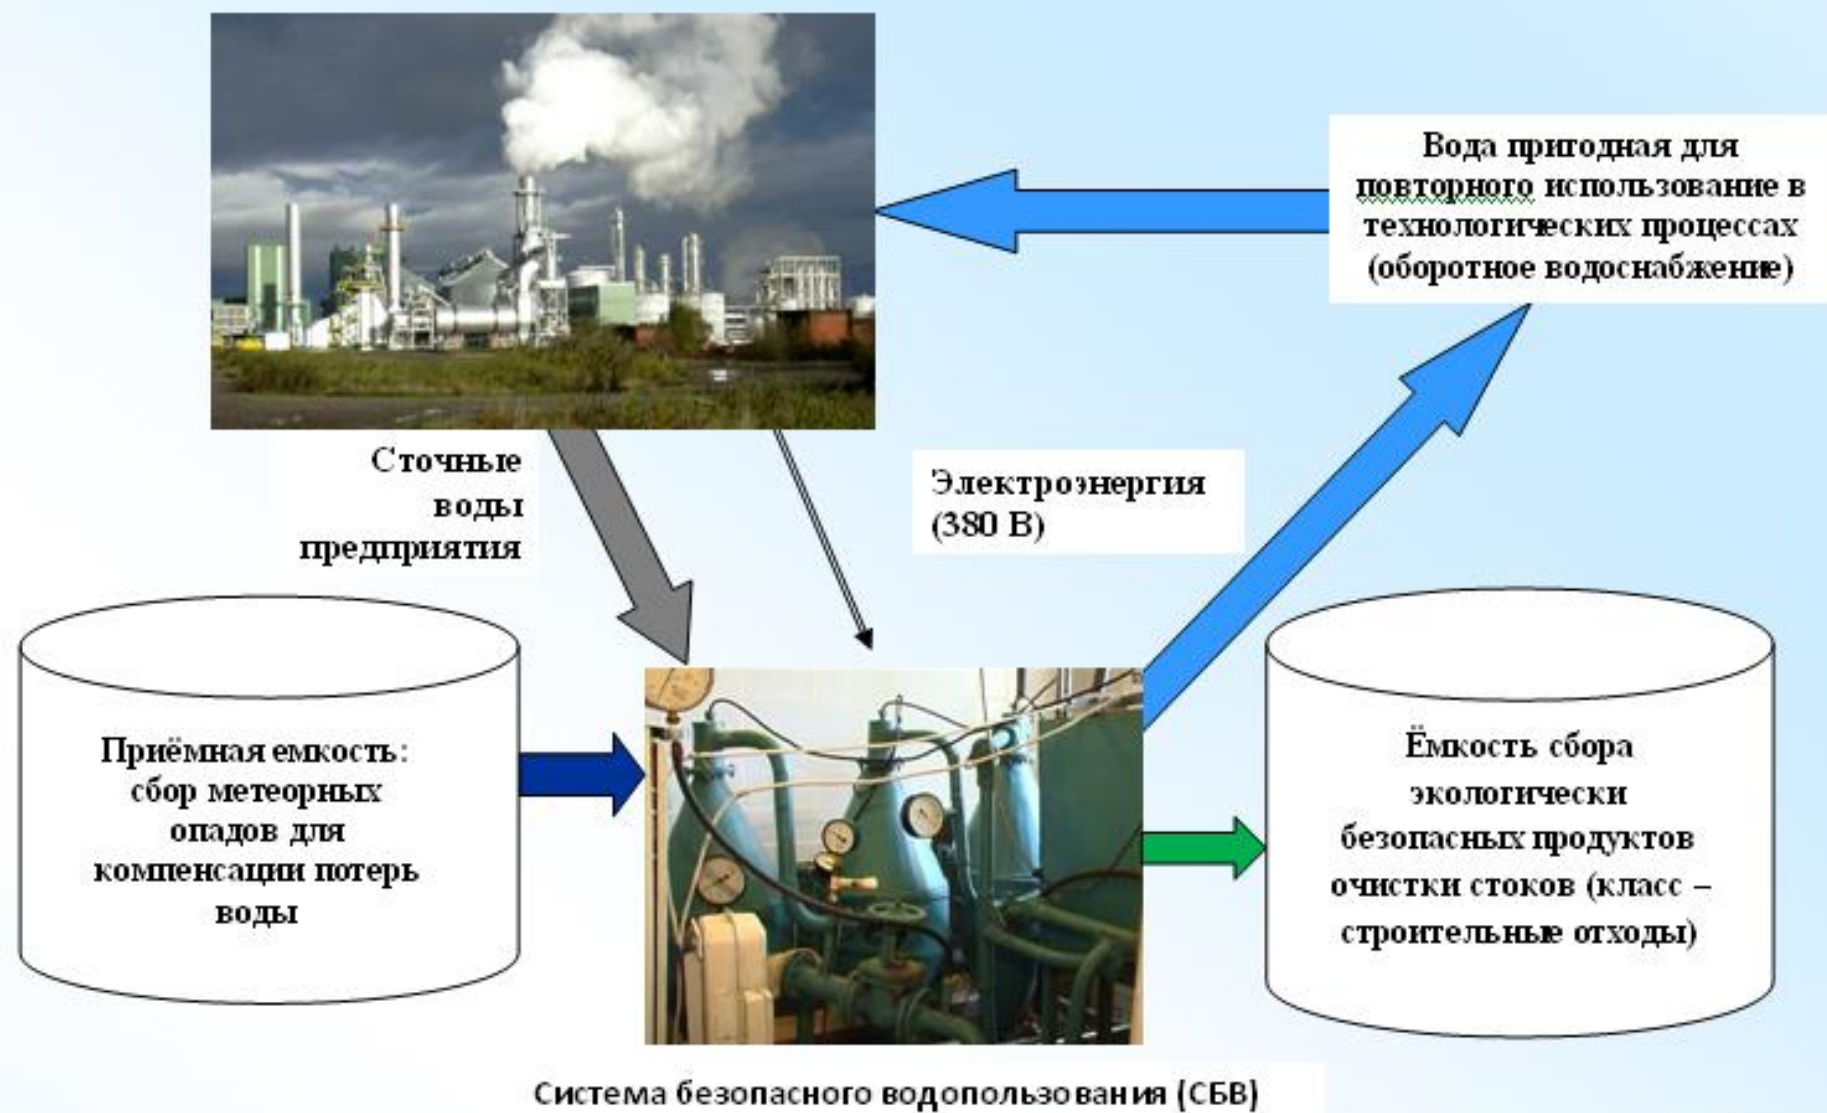 Вода пригодная для
повторного использование в
технологических процессах
(оборотное водоснабжение)
Сточные
воды
предприятия
Электроэнергия
(380 В)
Приёмная емкость:
сбор метеорных
опадов для
компенсации потерь
воды
Ёмкость сбора
экологически
безопасных продуктов
очистки стоков (класс –
строительные отходы)
Система безопасного водопользования (СБВ)